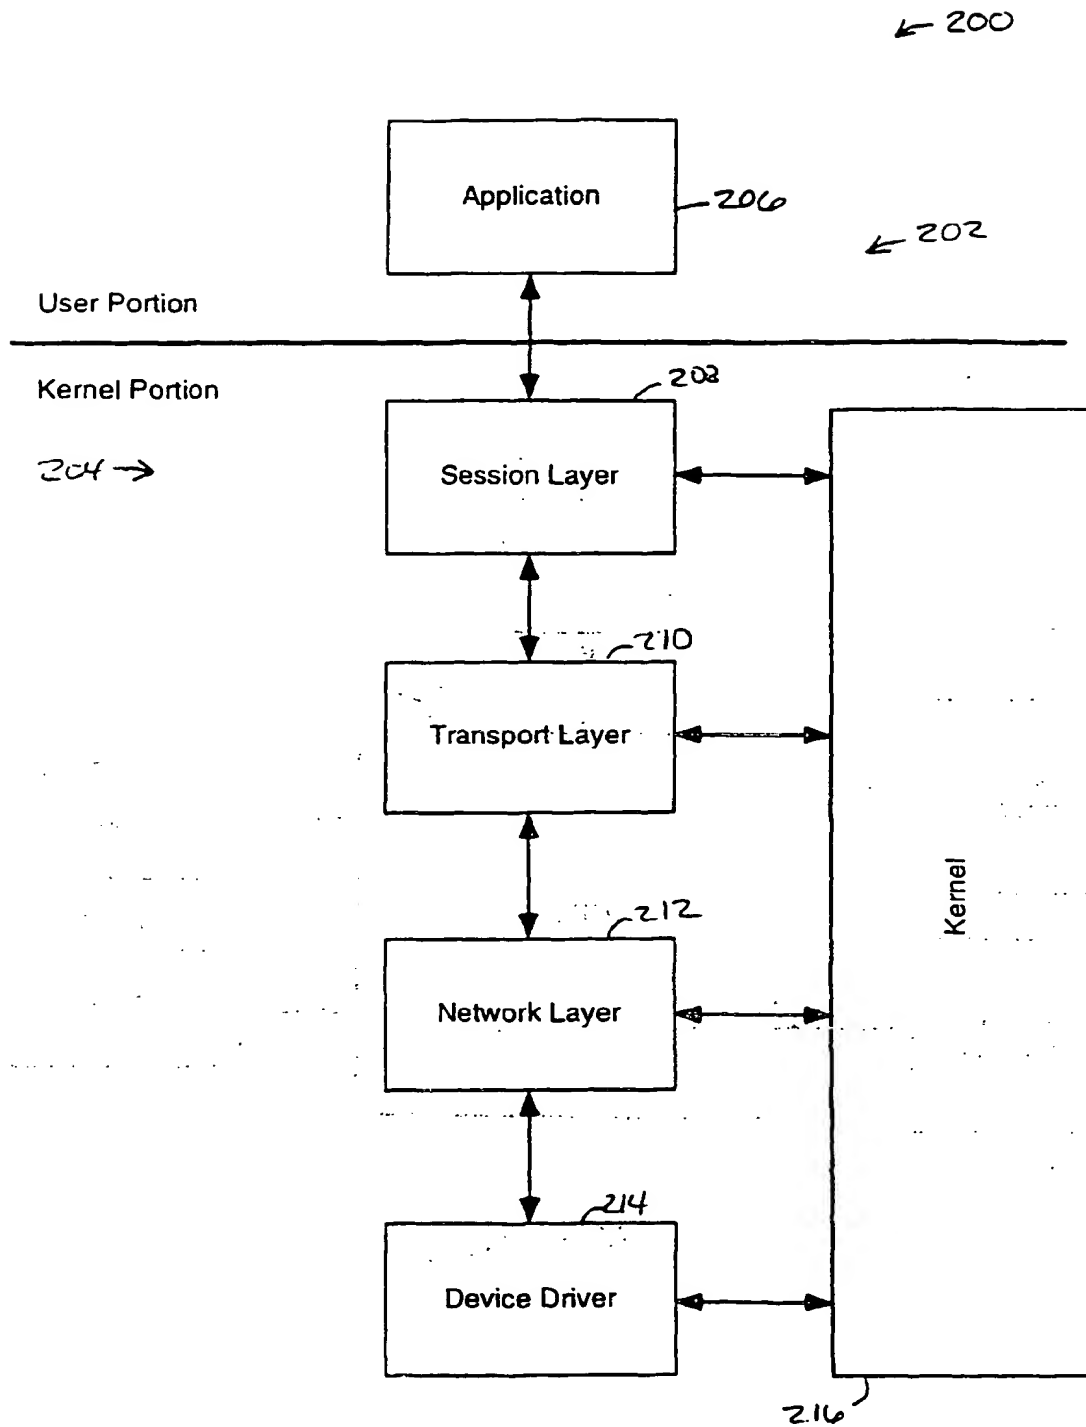 200
Application
206
202
User Portion
Kernel Portion
208
204
Session Layer
210
Transport Layer
Kernel
212
Network Layer
214
Device Driver
216